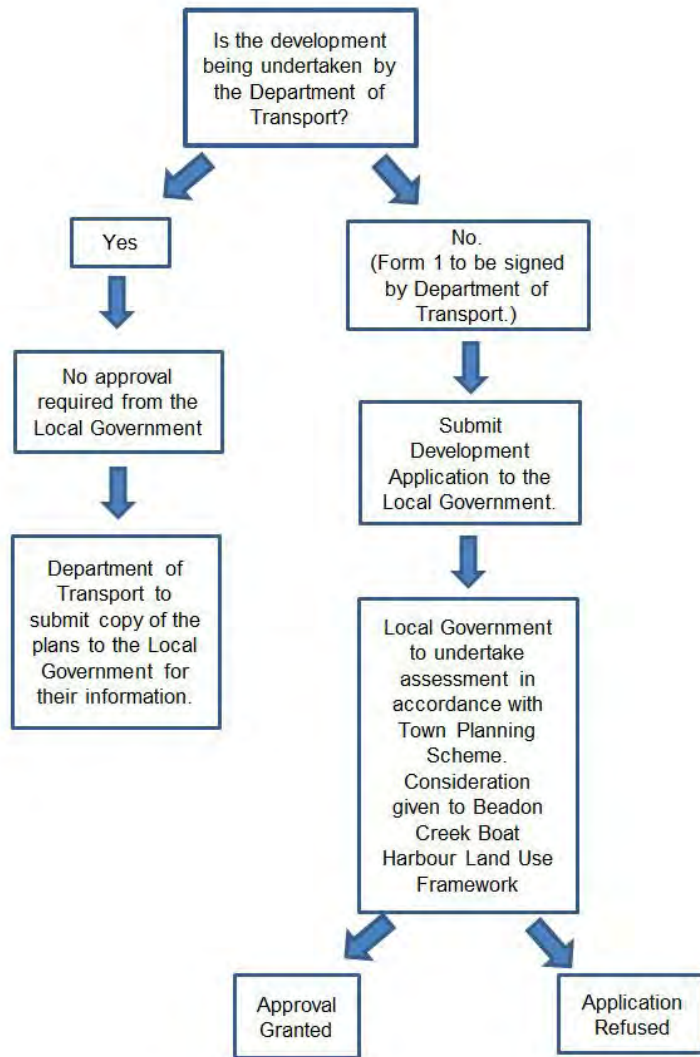 Is the development
being undertaken by
the Department of
Transport?
Yes
No.
(Form 1 to be signed
by Department of
Transport.)
No approval
required from the
Local Government
Submit
Development
Application to the
Local Government.
Department of
Transport to
submit copy of the
plans to the Local
Government for
their information.
Local Government
to undertake
assessment in
accordance with
Town Planning
Scheme.
Consideration
given to Beadon
Creek Boat
Harbour Land Use
Framework
Approval
Granted
Application
Refused